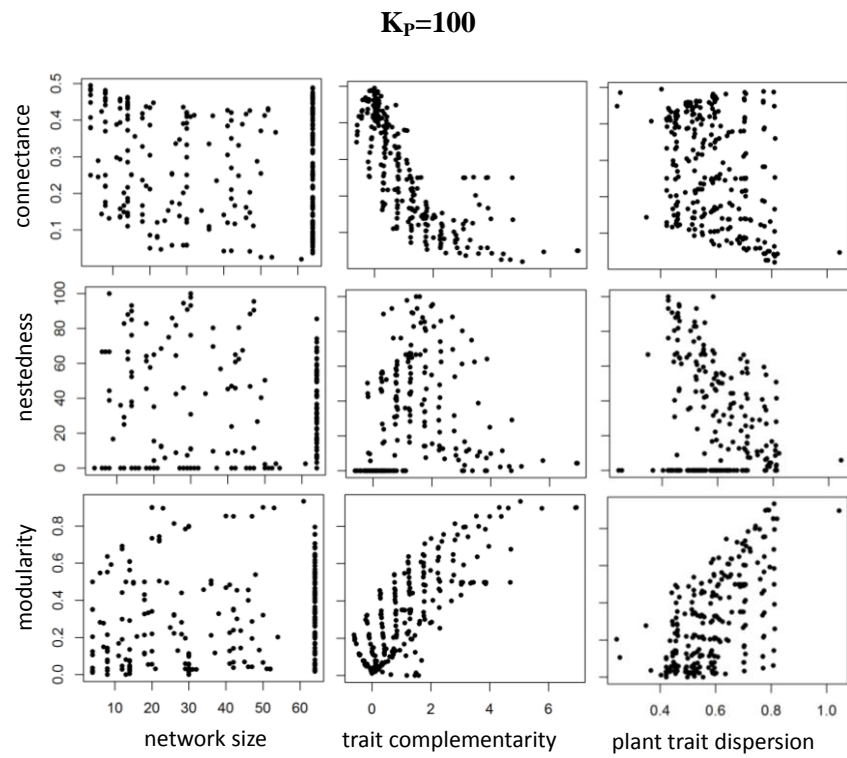 K_P=100
connectance
0.1 0.2 0.3 0.4 0.5
nestedness
0 20 40 60 80 100
modularity
0.0 0.2 0.4 0.6 0.8
10 20 30 40 50 60
0 2 4 6
0.4 0.6 0.8 1.0
network size
trait complementarity
plant trait dispersion